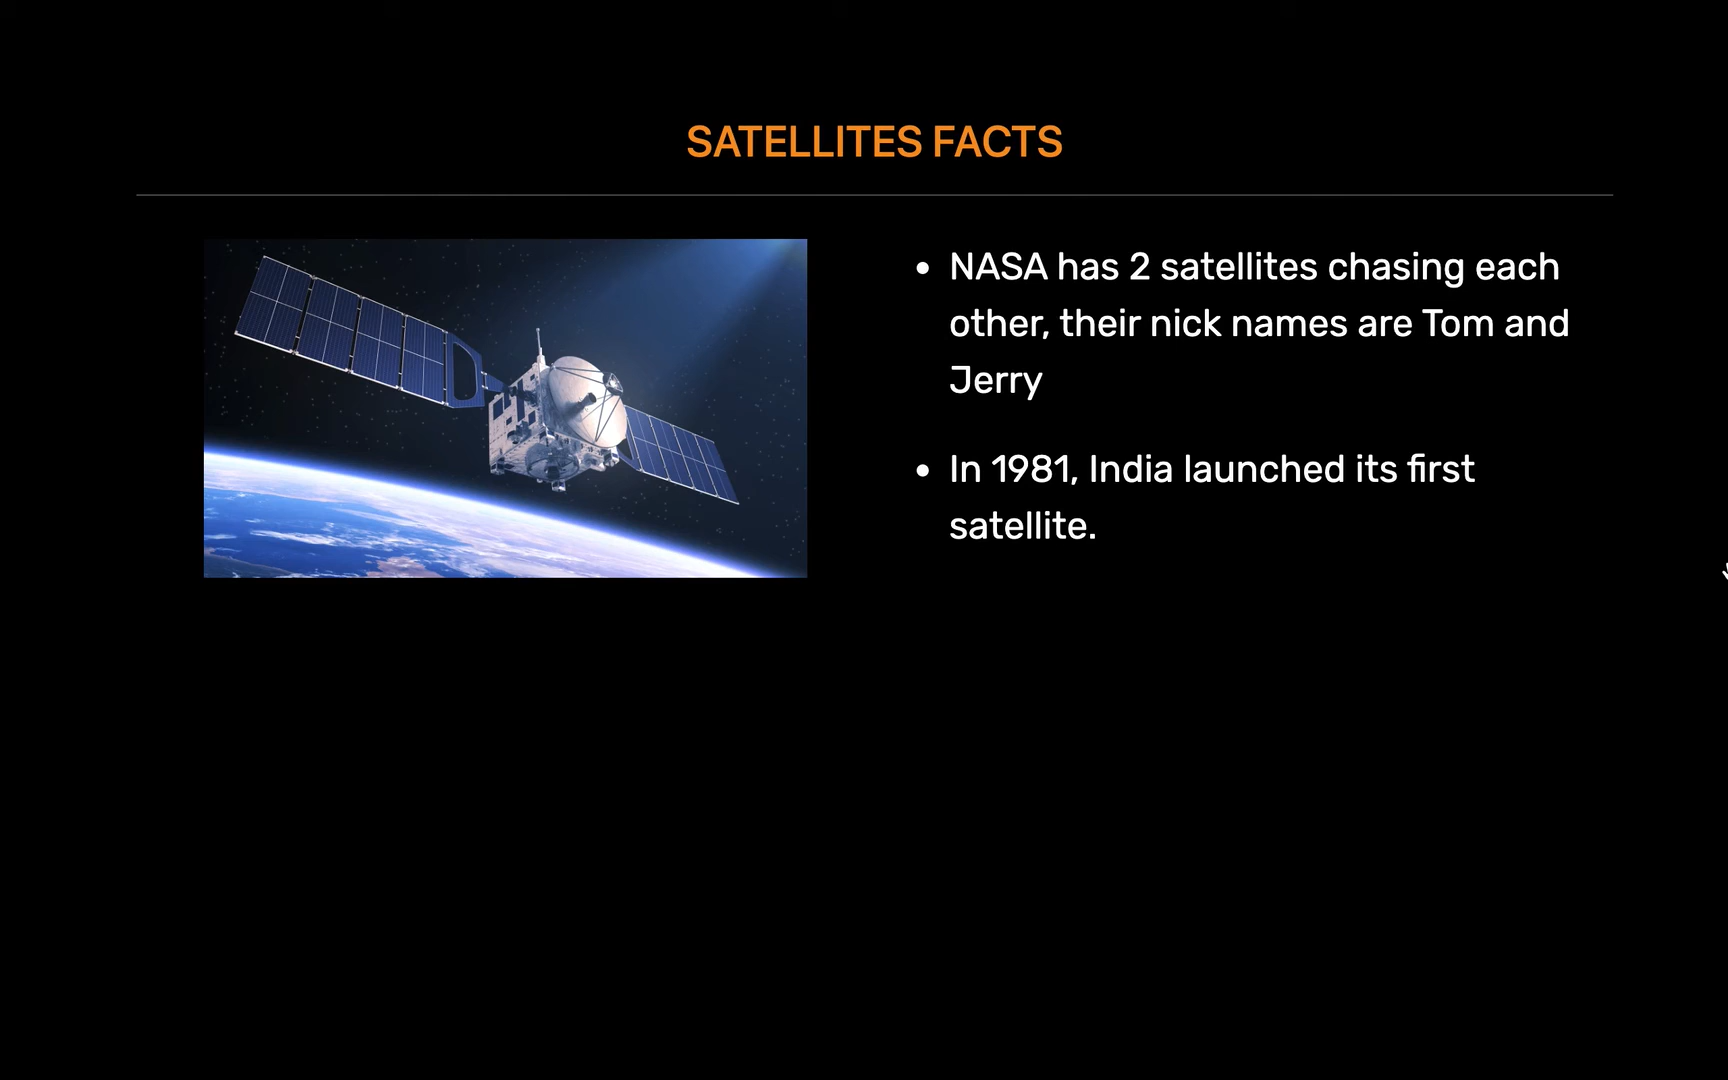 SATELLITES FACTS
• NASA has 2 satellites chasing each
other, their nick names are Tom and
Jerry
• In 1981, India launched its first
satellite.